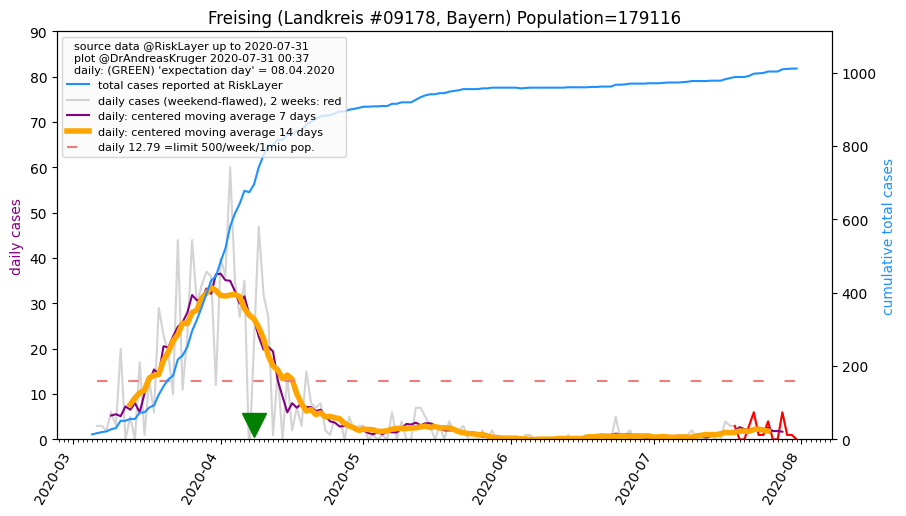 Freising (Landkreis #09178, Bayern) Population=179116
source data @RiskLayer up to 2020-07-31
plot @DrAndreasKruger 2020-07-31 00:37
daily: (GREEN) 'expectation day' = 08.04.2020
total cases reported at RiskLayer
daily cases (weekend-flawed), 2 weeks: red
daily: centered moving average 7 days
daily: centered moving average 14 days
daily 12.79 =limit 500/week/1mio pop.
daily cases
90
80
70
60
50
40
30
20
10
0
cumulative total cases
1000
800
600
400
200
0
2020-03
2020-04
2020-05
2020-06
2020-07
2020-08